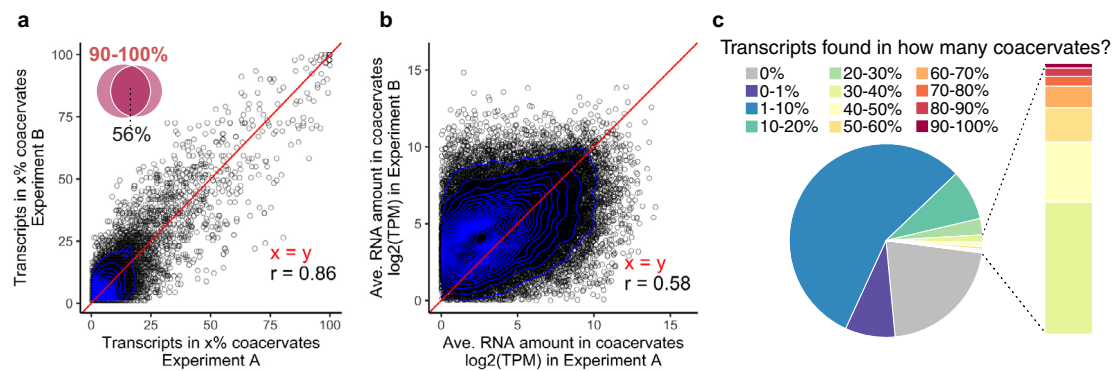 a
100
75
50
25
0
0
25
50
75
100
Transcripts in x% coacervates
Experiment B
Transcripts in x% coacervates
Experiment A
90-100%
56%
x = y
r = 0.86
b
15
10
5
0
0
5
10
15
Ave. RNA amount in coacervates
log2(TPM) in Experiment B
Ave. RNA amount in coacervates
log2(TPM) in Experiment A
x = y
r = 0.58
c
Transcripts found in how many coacervates?
0%
0-1%
1-10%
10-20%
20-30%
30-40%
40-50%
50-60%
60-70%
70-80%
80-90%
90-100%